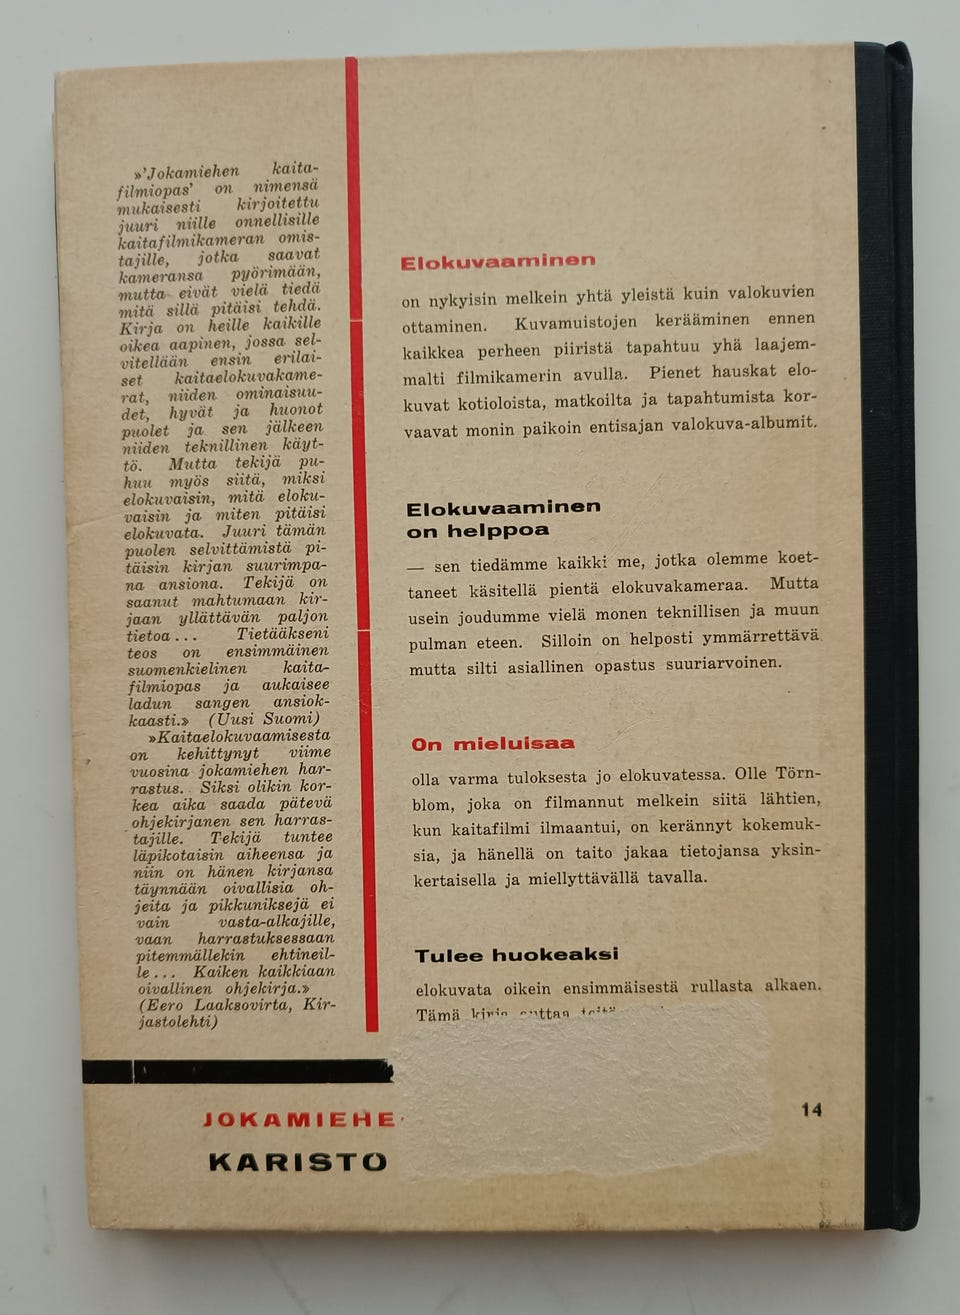 »'Jokamiehen kaita-
filmiopas' on nimensä
mukaisesti kirjoitettu
juuri niille onnellisille
kaitafilmikameran omis-
tajille, jotka saavat
kameransa pyörimään,
mutta eivät vielä tiedä
mitä sillä pitäisi tehdä.
Kirja on heille kaikille
oikea aapinen, jossa sel-
vitellään ensin erilai-
set kaitaelokuvakame-
rat, niiden ominaisuu-
det, hyvät ja huonot
puolet ja sen jälkeen
niiden teknillinen käyt-
tö. Mutta tekijä pu-
huu myös siitä, miksi
elokuvaisin, mitä eloku-
vaisin ja miten pitäisi
elokuvata. Juuri tämän
puolen selvittämistä pi-
täisin kirjan suurimpa-
na ansiona. Tekijä on
saanut mahtumaan kir-
jaan yllättävän paljon
tietoa... Tietääkseni
teos on ensimmäinen
suomenkielinen kaita-
filmiopas ja aukaisee
ladun sangen ansiok-
kaasti.» (Uusi Suomi)
»Kaitaelokuvaamisesta
on kehittynyt viime
vuosina jokamiehen har-
rastus. Siksi olikin kor-
kea aika saada pätevä
ohjekirjanen sen harras-
tajille. Tekijä tuntee
läpikotaisin aiheensa ja
niin on hänen kirjansa
täynnään oivallisia oh-
jeita ja pikkuniksejä ei
vain vasta-alkajille,
vaan harrastuksessaan
pitemmällekin ehtineil-
le... Kaiken kaikkiaan
oivallinen ohjekirja.»
(Eero Laaksovirta, Kir-
jastolehti)
Elokuvaaminen
on nykyisin melkein yhtä yleistä kuin valokuvien
ottaminen. Kuvamuistojen kerääminen ennen
kaikkea perheen piiristä tapahtuu yhä laajem-
malti filmikamerin avulla. Pienet hauskat elo-
kuvat kotioloista, matkoilta ja tapahtumista kor-
vaavat monin paikoin entisajan valokuva-albumit.
Elokuvaaminen
on helppoa
— sen tiedämme kaikki me, jotka olemme koet-
taneet käsitellä pientä elokuvakameraa. Mutta
usein joudumme vielä monen teknillisen ja muun
pulman eteen. Silloin on helposti ymmärrettävä
mutta silti asiallinen opastus suuriarvoinen.
On mieluisaa
olla varma tuloksesta jo elokuvatessa. Olle Törn-
blom, joka on filmannut melkein siitä lähtien,
kun kaitafilmi ilmaantui, on kerännyt kokemuk-
sia, ja hänellä on taito jakaa tietojansa yksin-
kertaisella ja miellyttävällä tavalla.
Tulee huokeaksi
elokuvata oikein ensimmäisestä rullasta alkaen.
Tämä
JOKAMIEHE
14
KARISTO